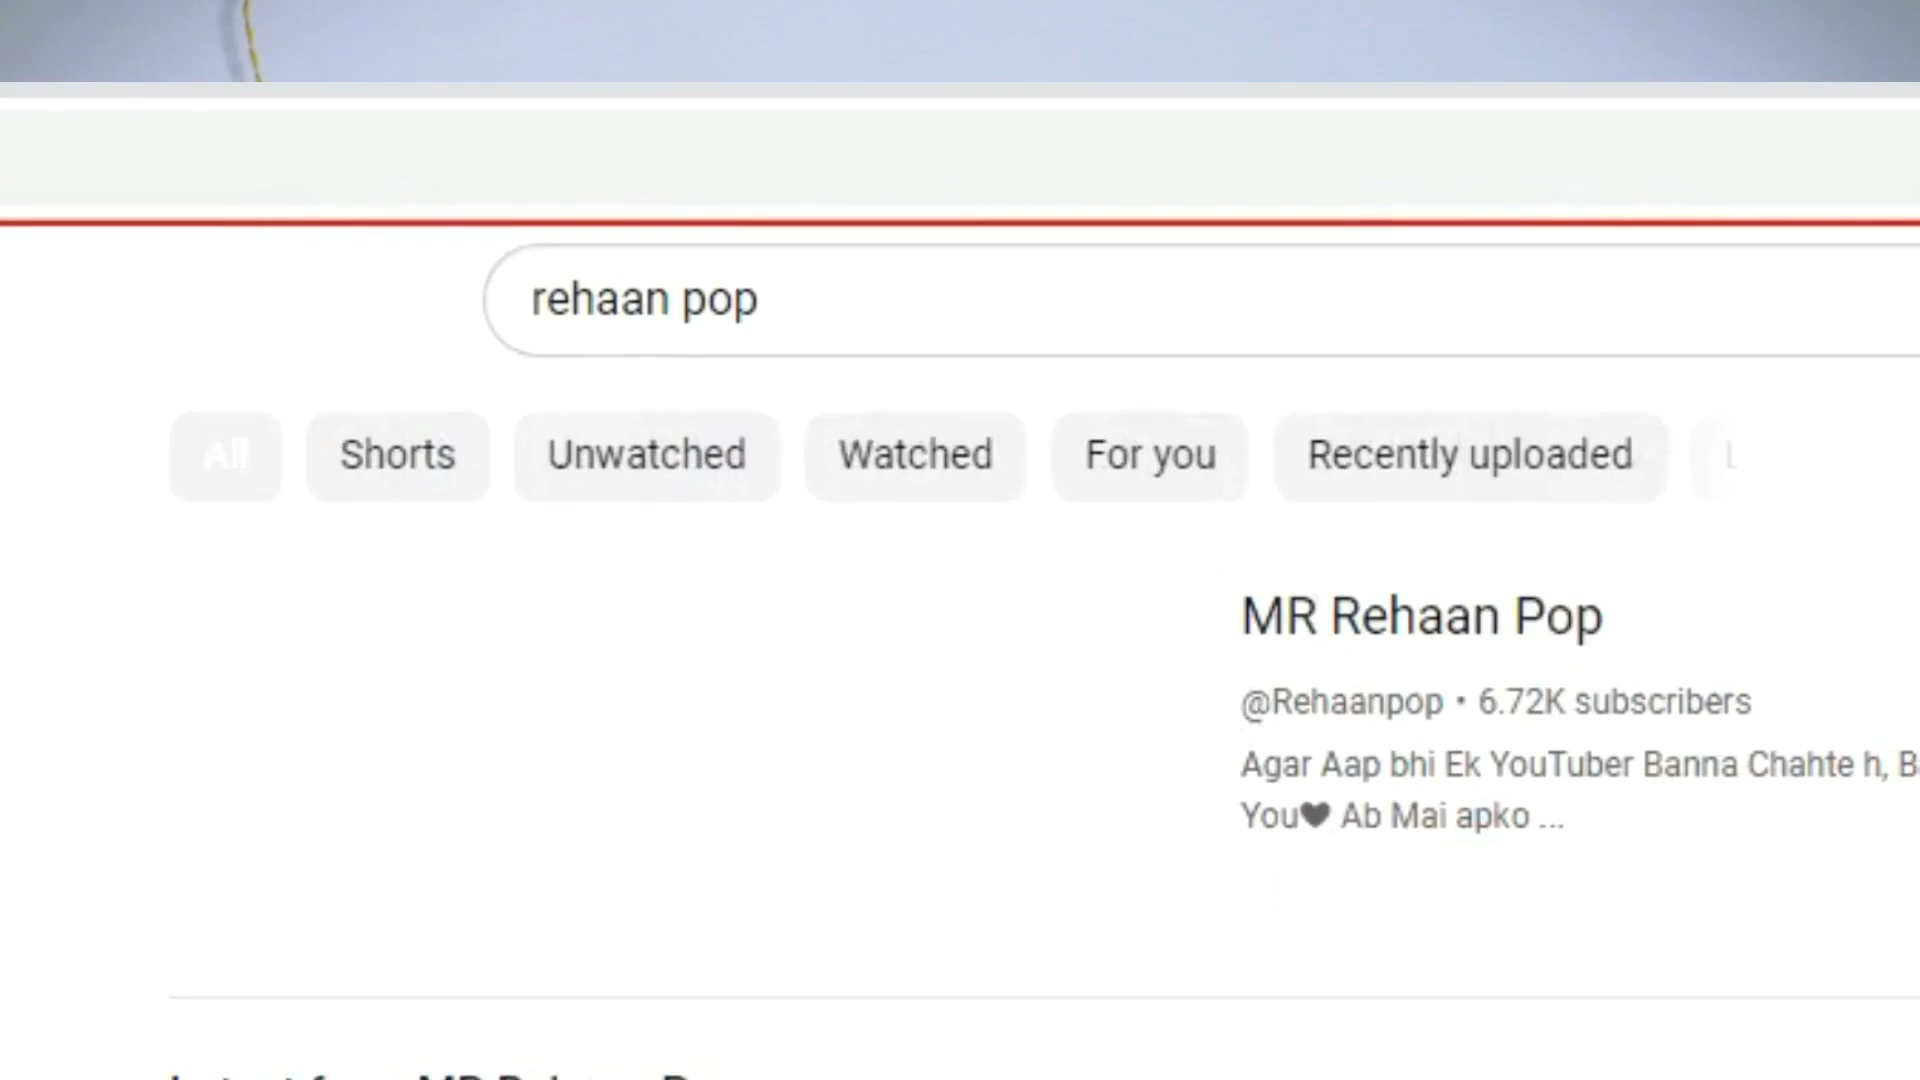 rehaan pop
All
Shorts
Unwatched
Watched
For you
Recently uploaded
MR Rehaan Pop
@Rehaanpop • 6.72K subscribers
Agar Aap bhi Ek YouTuber Banna Chahte h,
You🖤 Ab Mai apko ...